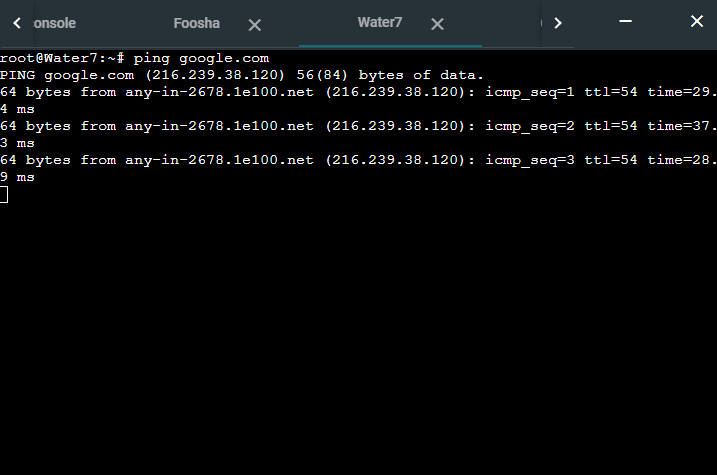 onsole
Foosha
Water7
root@Water7:~# ping google.com
PING google.com (216.239.38.120) 56(84) bytes of data.
64 bytes from any-in-2678.1e100.net (216.239.38.120): icmp_seq=1 ttl=54 time=29.
4 ms
64 bytes from any-in-2678.1e100.net (216.239.38.120): icmp_seq=2 ttl=54 time=37.
3 ms
64 bytes from any-in-2678.1e100.net (216.239.38.120): icmp_seq=3 ttl=54 time=28.
9 ms